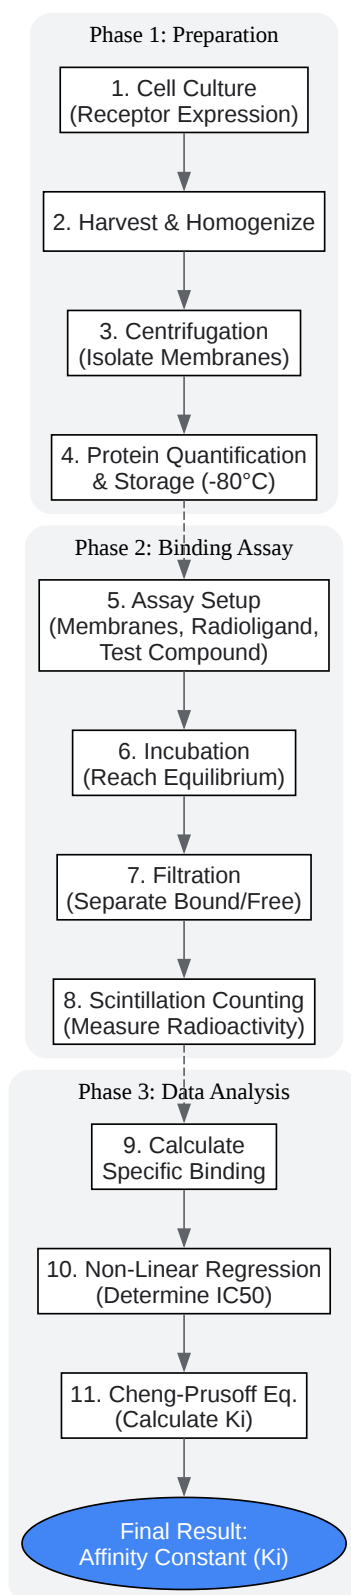 Phase 1: Preparation
1. Cell Culture
(Receptor Expression)
2. Harvest & Homogenize
3. Centrifugation
(Isolate Membranes)
4. Protein Quantification
& Storage (-80°C)
Phase 2: Binding Assay
5. Assay Setup
(Membranes, Radioligand,
Test Compound)
6. Incubation
(Reach Equilibrium)
7. Filtration
(Separate Bound/Free)
8. Scintillation Counting
(Measure Radioactivity)
Phase 3: Data Analysis
9. Calculate
Specific Binding
10. Non-Linear Regression
(Determine IC50)
11. Cheng-Prusoff Eq.
(Calculate Ki)
Final Result:
Affinity Constant (Ki)